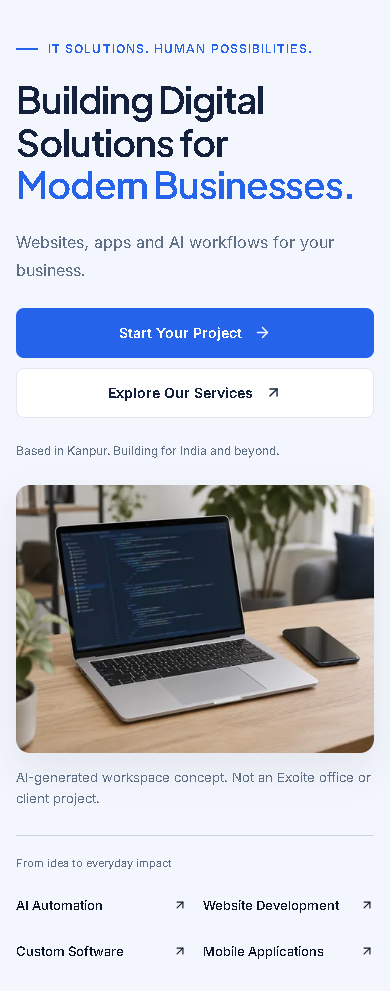 IT SOLUTIONS. HUMAN POSSIBILITIES.
Building Digital
Solutions for
Modern Businesses.
Websites, apps and AI workflows for your
business.
Start Your Project
Explore Our Services
Based in Kanpur. Building for India and beyond.
AI-generated workspace concept. Not an Exoite office or
client project.
From idea to everyday impact
AI Automation
Website Development
Custom Software
Mobile Applications